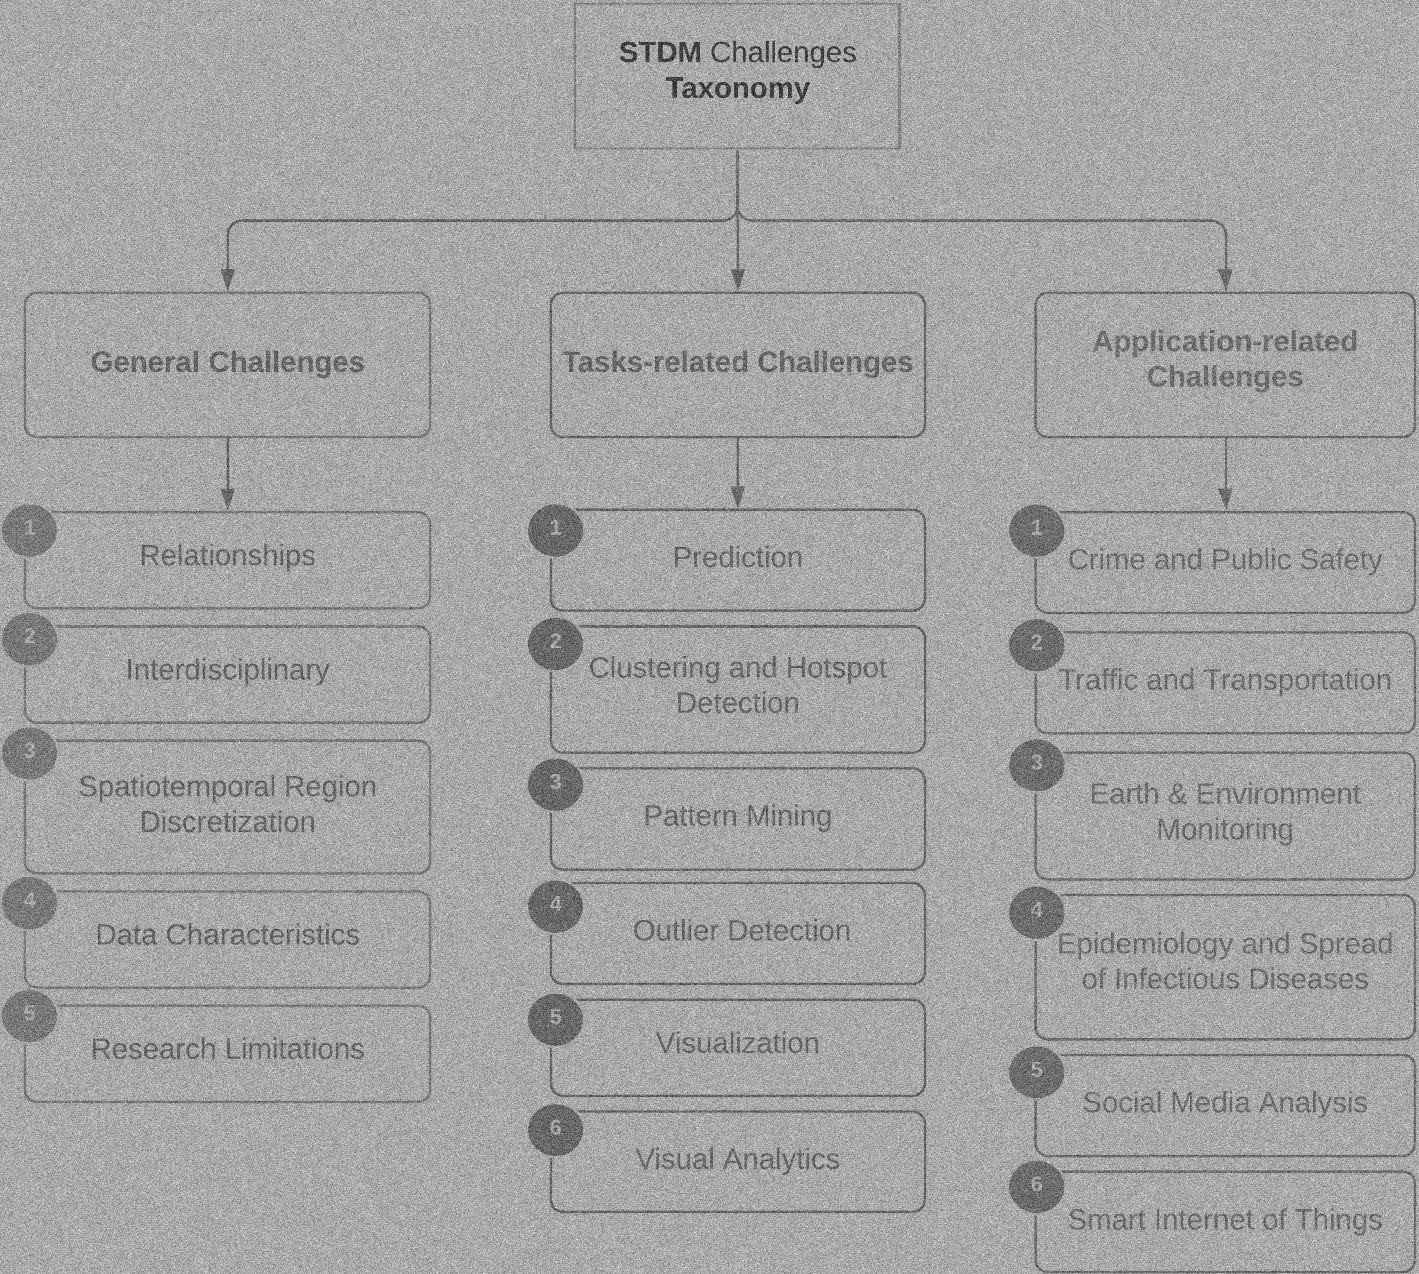 STDM Challenges
Taxonomy
General Challenges
Tasks-related Challenges
Application-related
Challenges
1
Relationships
2
Interdisciplinary
3
Spatiotemporal Region
Discretization
4
Data Characteristics
5
Research Limitations
1
Prediction
2
Clustering and Hotspot
Detection
3
Pattern Mining
4
Outlier Detection
5
Visualization
6
Visual Analytics
1
Crime and Public Safety
2
Traffic and Transportation
3
Earth & Environment
Monitoring
4
Epidemiology and Spread
of Infectious Diseases
5
Social Media Analysis
6
Smart Internet of Things